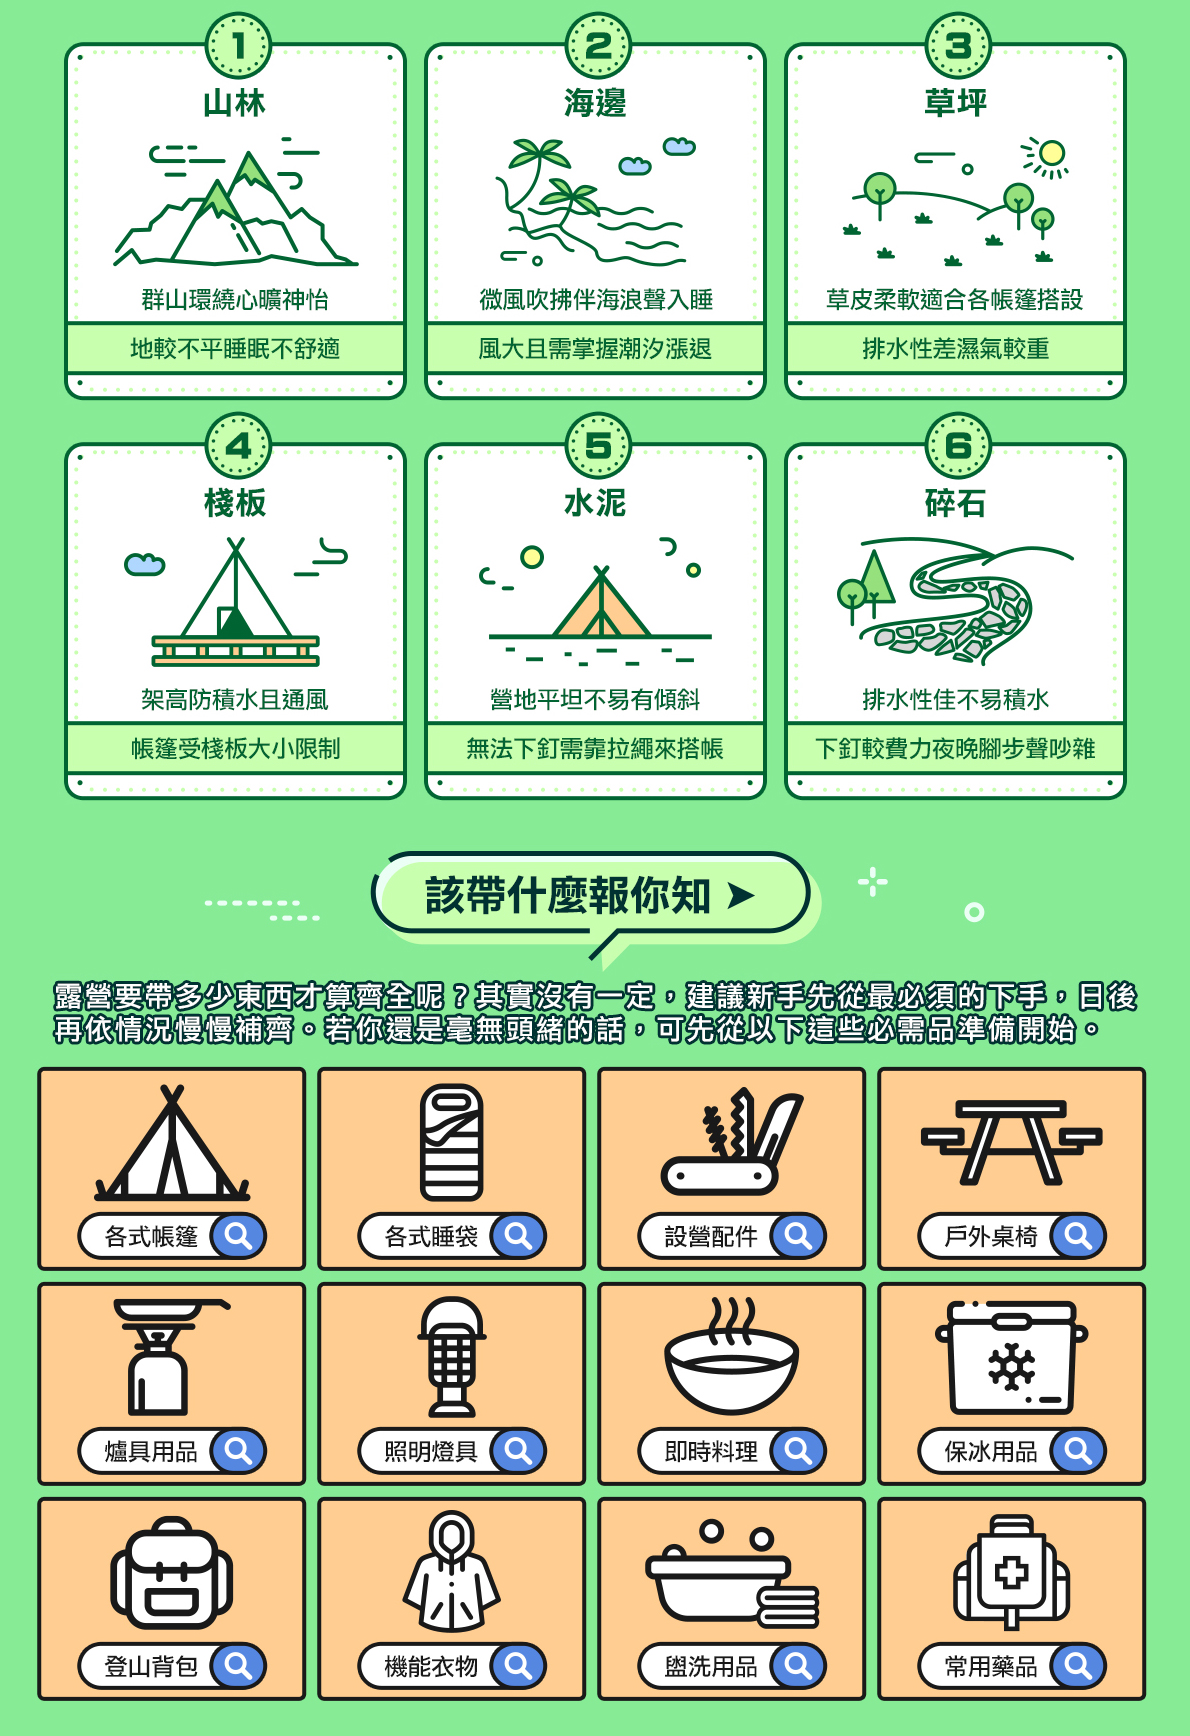 1
山林
群山環繞心曠神怡
地較不平睡眠不舒適
2
海邊
微風吹拂伴海浪聲入睡
風大且需掌握潮汐漲退
3
草坪
草皮柔軟適合各帳篷搭設
排水性差濕氣較重
4
棧板
架高防積水且通風
帳篷受棧板大小限制
5
水泥
營地平坦不易有傾斜
無法下釘需靠拉繩來搭帳
6
碎石
排水性佳不易積水
下釘較費力夜晚腳步聲吵雜
該帶什麼報你知 ➤
露營要帶多少東西才算齊全呢？其實沒有一定，建議新手先從最必須的下手，日後
再依情況慢慢補齊。若你還是毫無頭緒的話，可先從以下這些必需品準備開始。
各式帳篷
各式睡袋
設營配件
戶外桌椅
爐具用品
照明燈具
即時料理
保冰用品
登山背包
機能衣物
盥洗用品
常用藥品